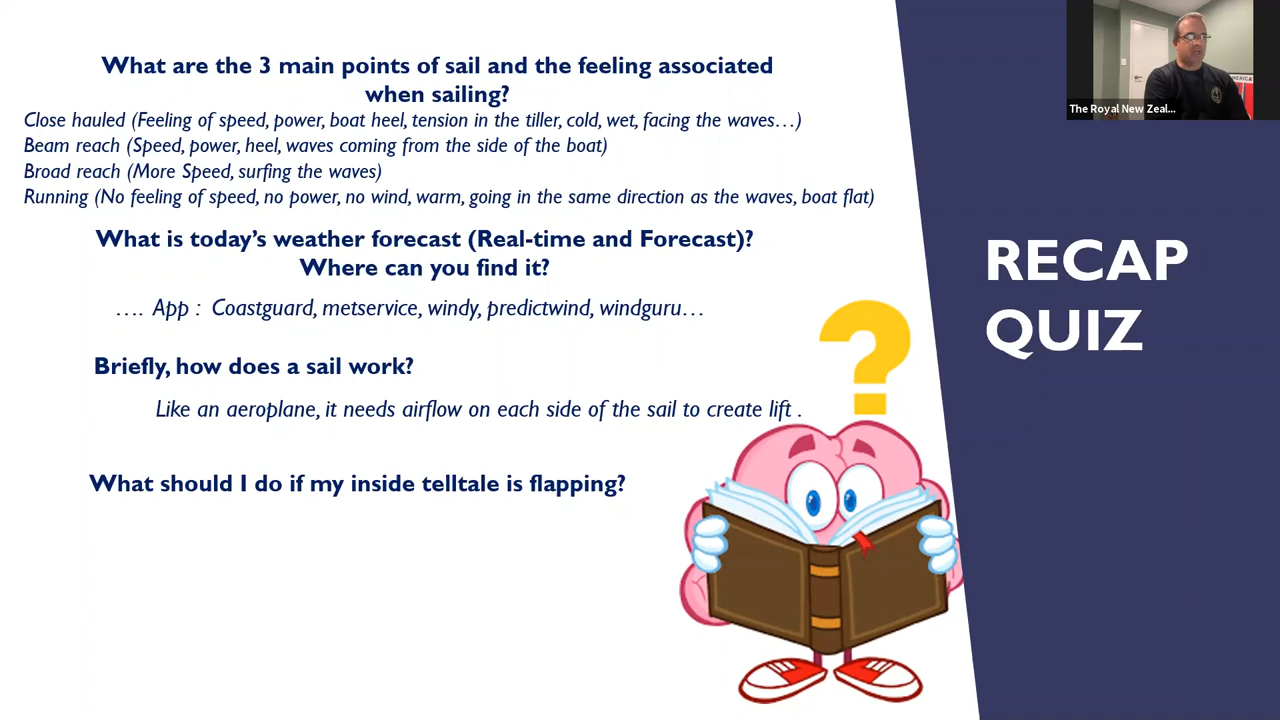 What are the 3 main points of sail and the feeling associated
when sailing?
Close hauled (Feeling of speed, power, boat heel, tension in the tiller, cold, wet, facing the waves…)
Beam reach (Speed, power, heel, waves coming from the side of the boat)
Broad reach (More Speed, surfing the waves)
Running (No feeling of speed, no power, no wind, warm, going in the same direction as the waves, boat flat)
What is today's weather forecast (Real-time and Forecast)?
Where can you find it?
…. App : Coastguard, metservice, windy, predictwind, windguru…
Briefly, how does a sail work?
Like an aeroplane, it needs airflow on each side of the sail to create lift .
What should I do if my inside telltale is flapping?
RECAP
QUIZ
The Royal New Zeal...